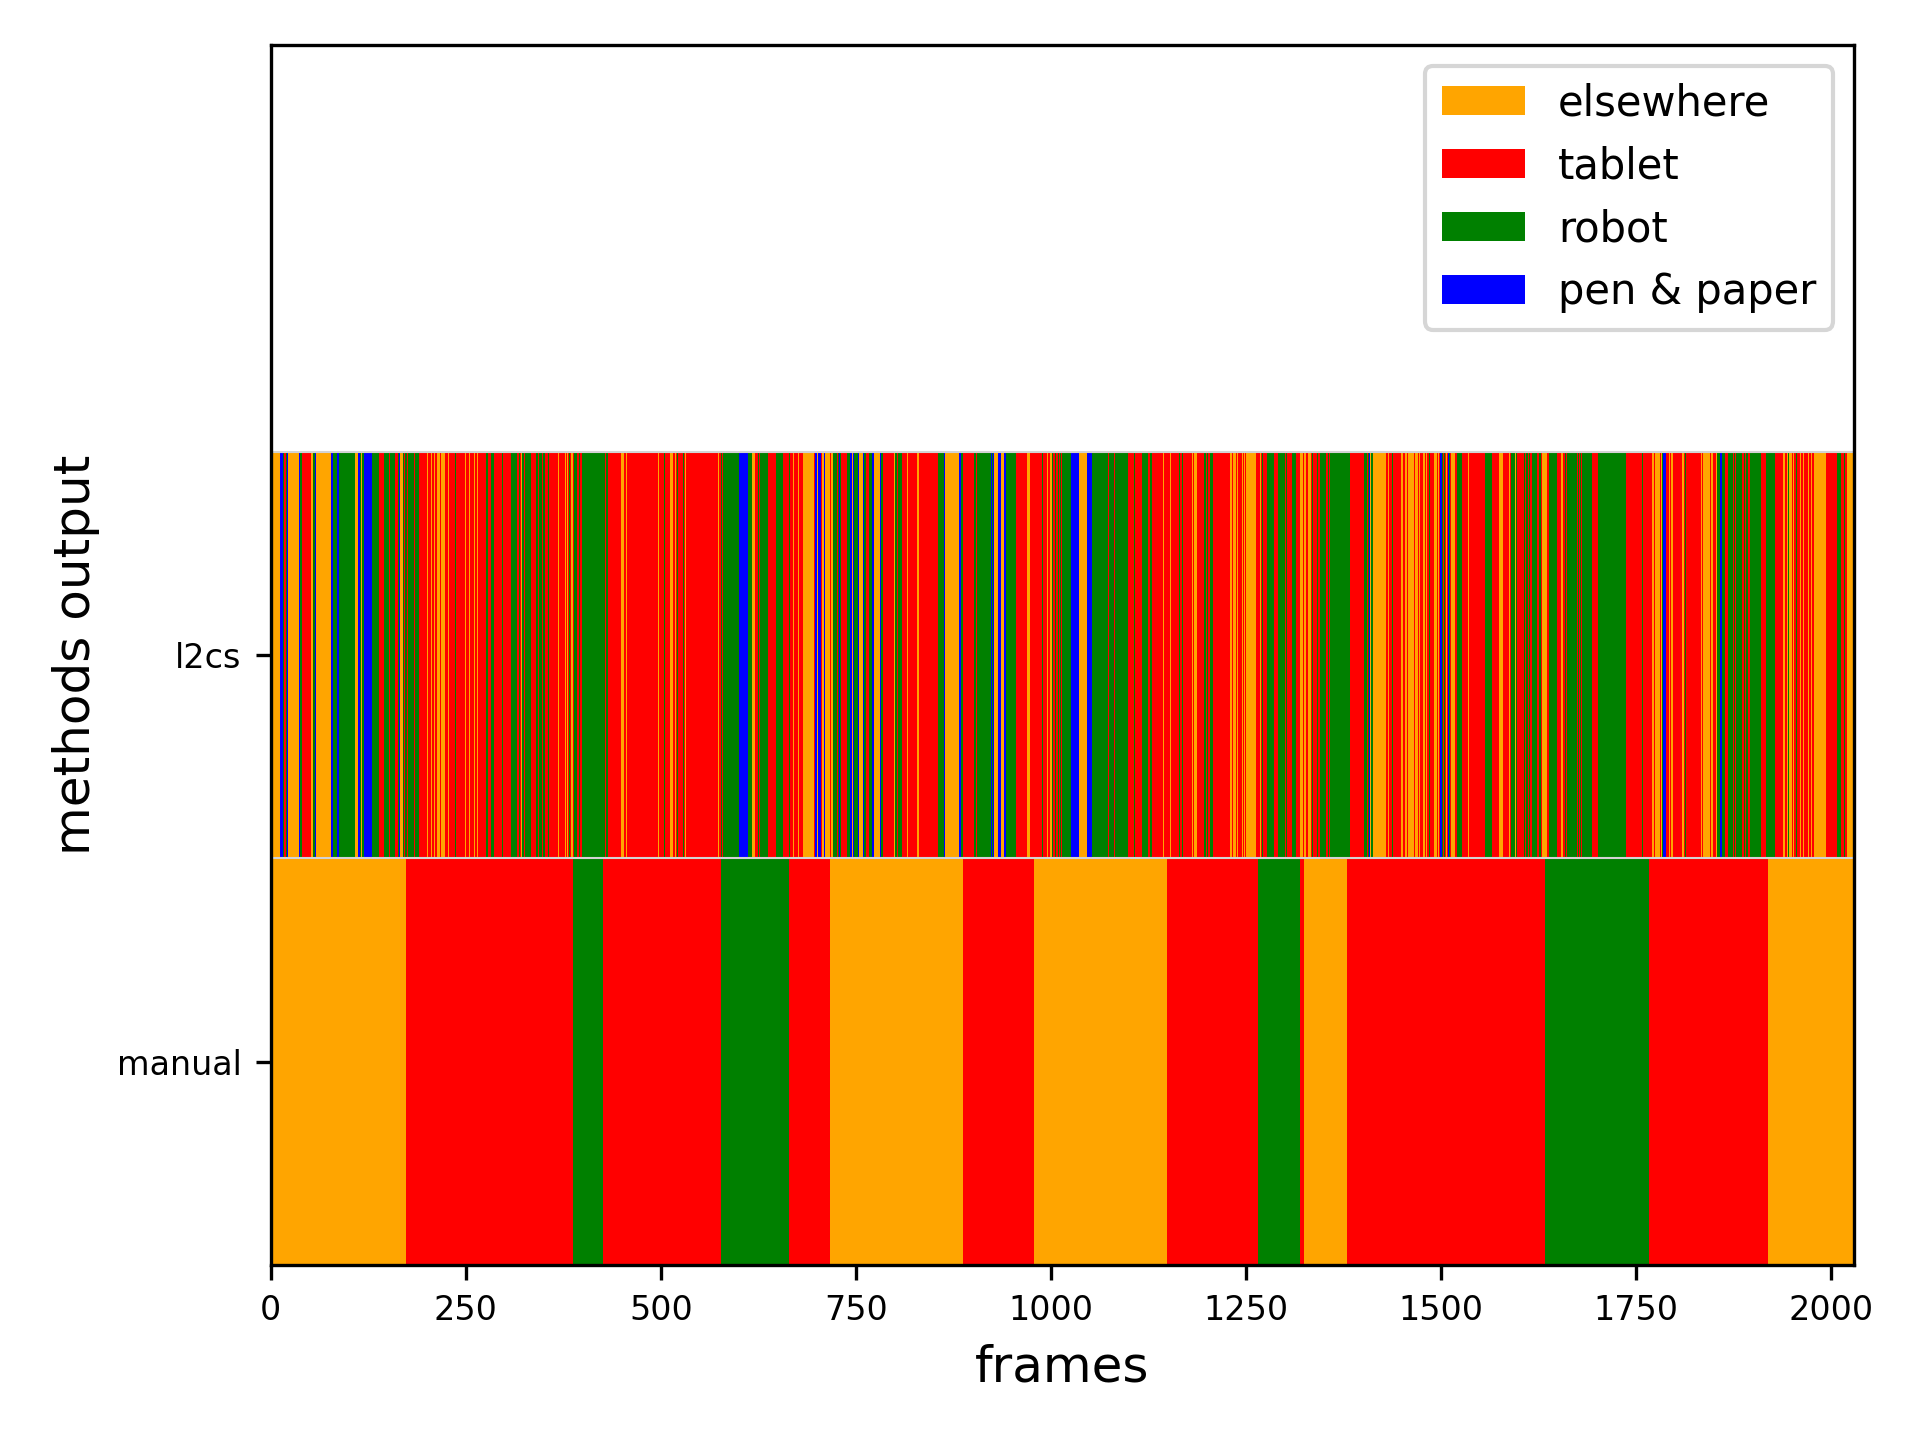 elsewhere
tablet
robot
pen & paper
methods output
l2cs
manual
0 250 500 750 1000 1250 1500 1750 2000
frames